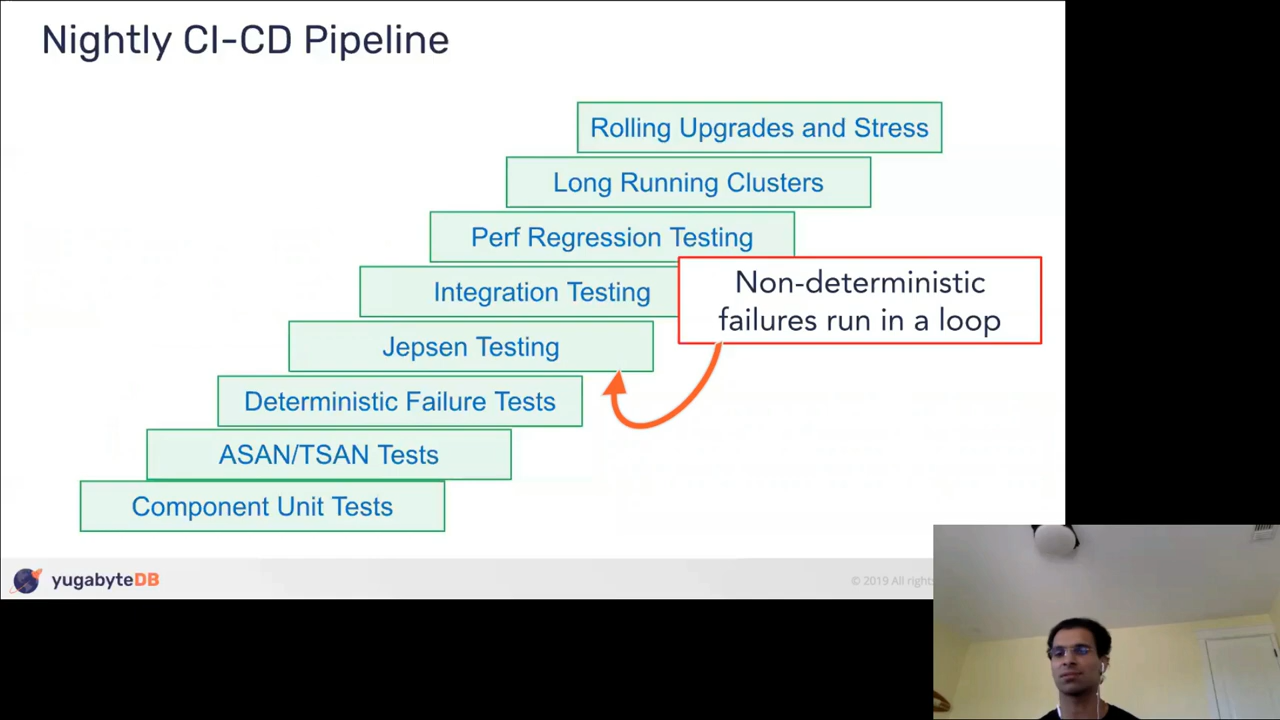 Nightly CI-CD Pipeline
Rolling Upgrades and Stress
Long Running Clusters
Perf Regression Testing
Integration Testing
Non-deterministic
failures run in a loop
Jepsen Testing
Deterministic Failure Tests
ASAN/TSAN Tests
Component Unit Tests
yugabyteDB
© 2019 All rights